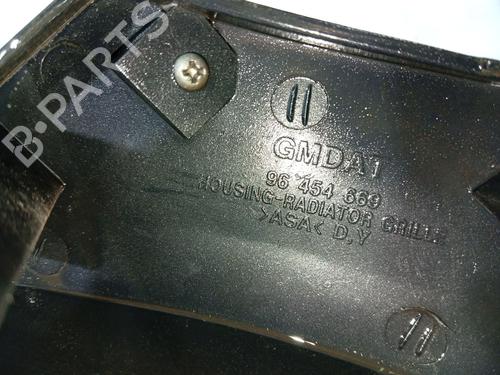 B-PARTS
GMDA1
96 454 669
HOUSING-RADIATOR GRILLE
>ASA< D,Y